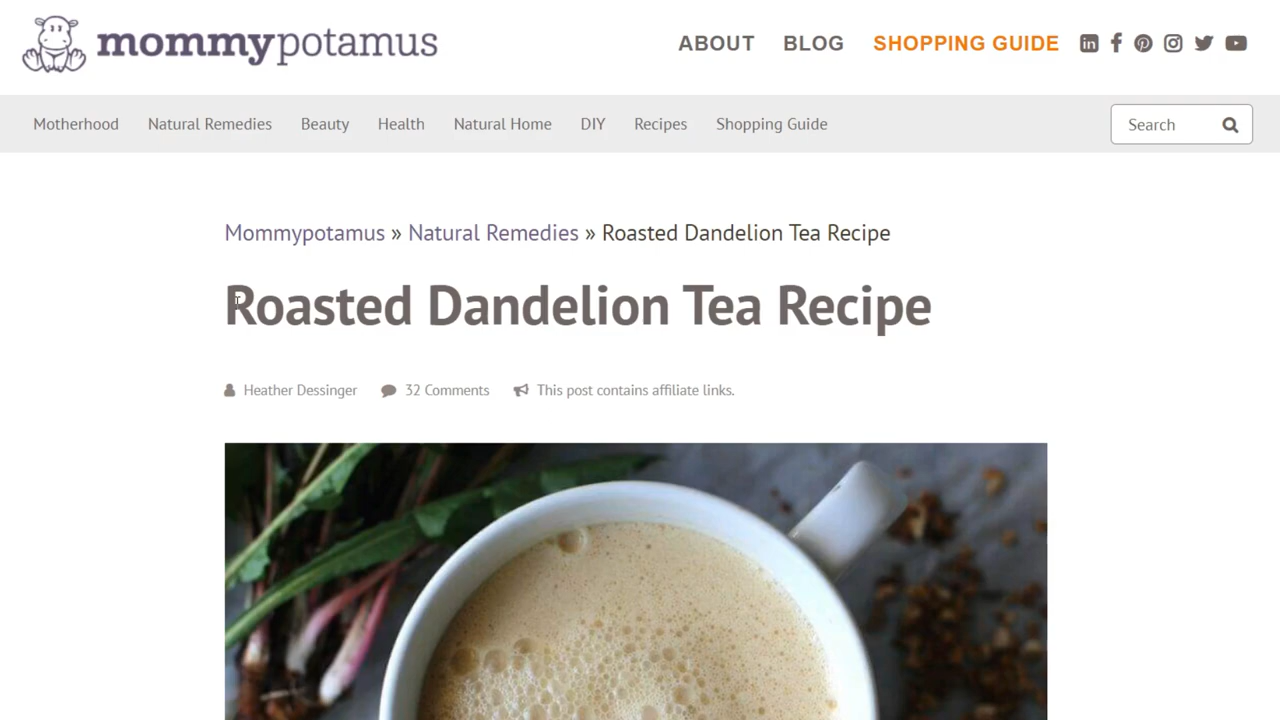 mommypotamus
ABOUT BLOG SHOPPING GUIDE
Motherhood Natural Remedies Beauty Health Natural Home DIY Recipes Shopping Guide Search
Mommypotamus » Natural Remedies » Roasted Dandelion Tea Recipe
Roasted Dandelion Tea Recipe
Heather Dessinger 32 Comments This post contains affiliate links.